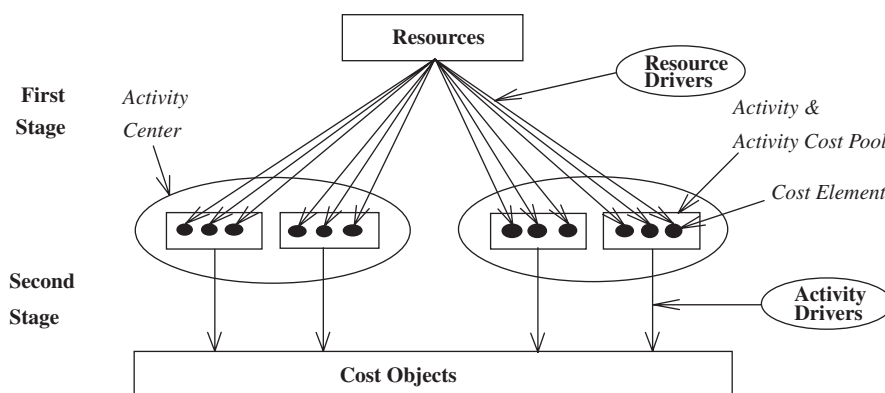 Resources
Resource
Drivers
First
Stage
Activity
Center
Activity &
Activity Cost Pool
Cost Element
Second
Stage
Activity
Drivers
Cost Objects